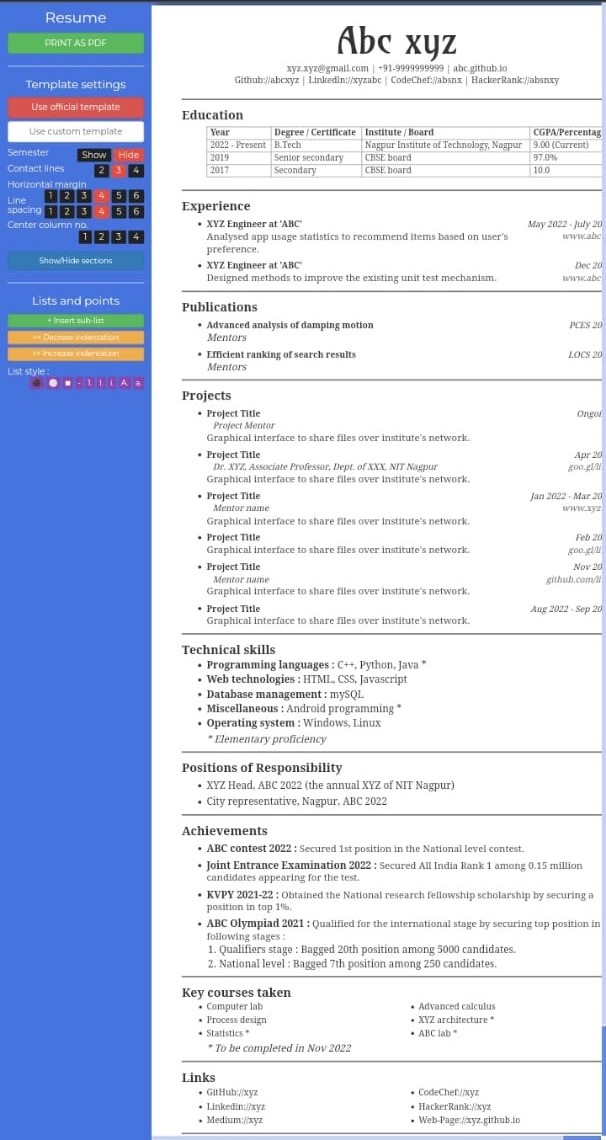 Resume
PRINT AS PDF
Template settings
Use official template
Use custom template
Semester Show Hide
Contact lines 2 3 4
Horizontal margin
1 2 3 4 5 6
Line spacing 1 2 3 4 5 6
Center column no.
1 2 3 4
Show/Hide sections
Lists and points
+ Insert sub-list
<< Decrese indentation
>> Increase indentation
List style :
- 1. I. i. A. a.
Abc xyz
xyz.xyz@gmail.com | +91-9999999999 | abc.github.io
Github://abcxyz | Linkedln://xyzabc | CodeChef://absnx | HackerRank://absnxy
Education
Year Degree / Certificate Institute / Board CGPA/Percentag
2022 - Present B.Tech Nagpur Institute of Technology, Nagpur 9.00 (Current)
2019 Senior secondary CBSE board 97.0%
2017 Secondary CBSE board 10.0
Experience
• XYZ Engineer at 'ABC' May 2022 - July 20
Analysed app usage statistics to recommend items based on user's www.abc
preference.
• XYZ Engineer at 'ABC' Dec 20
Designed methods to improve the existing unit test mechanism. www.abc
Publications
• Advanced analysis of damping motion PCES 20
Mentors
• Efficient ranking of search results LOCS 20
Mentors
Projects
• Project Title Ongoi
Project Mentor
Graphical interface to share files over institute's network.
• Project Title Apr 20
Dr. XYZ, Associate Professor, Dept. of XXX, NIT Nagpur goo.gl/li
Graphical interface to share files over institute's network.
• Project Title Jan 2022 - Mar 20
Mentor name www.xyz
Graphical interface to share files over institute's network.
• Project Title Feb 20
Graphical interface to share files over institute's network. goo.gl/li
• Project Title Nov 20
Mentor name github.com/li
Graphical interface to share files over institute's network.
• Project Title Aug 2022 - Sep 20
Graphical interface to share files over institute's network.
Technical skills
• Programming languages : C++, Python, Java *
• Web technologies : HTML, CSS, Javascript
• Database management : mySQL
• Miscellaneous : Android programming *
• Operating system : Windows, Linux
* Elementary proficiency
Positions of Responsibility
• XYZ Head, ABC 2022 (the annual XYZ of NIT Nagpur)
• City representative, Nagpur, ABC 2022
Achievements
• ABC contest 2022 : Secured 1st position in the National level contest.
• Joint Entrance Examination 2022 : Secured All India Rank 1 among 0.15 million
candidates appearing for the test.
• KVPY 2021-22 : Obtained the National research fellowship scholarship by securing a
position in top 1%.
• ABC Olympiad 2021 : Qualified for the international stage by securing top position in
following stages :
1. Qualifiers stage : Bagged 20th position among 5000 candidates.
2. National level : Bagged 7th position among 250 candidates.
Key courses taken
• Computer lab • Advanced calculus
• Process design • XYZ architecture *
• Statistics * • ABC lab *
* To be completed in Nov 2022
Links
• GitHub://xyz • CodeChef://xyz
• Linkedin://xyz • HackerRank://xyz
• Medium://xyz • Web-Page://xyz.github.io